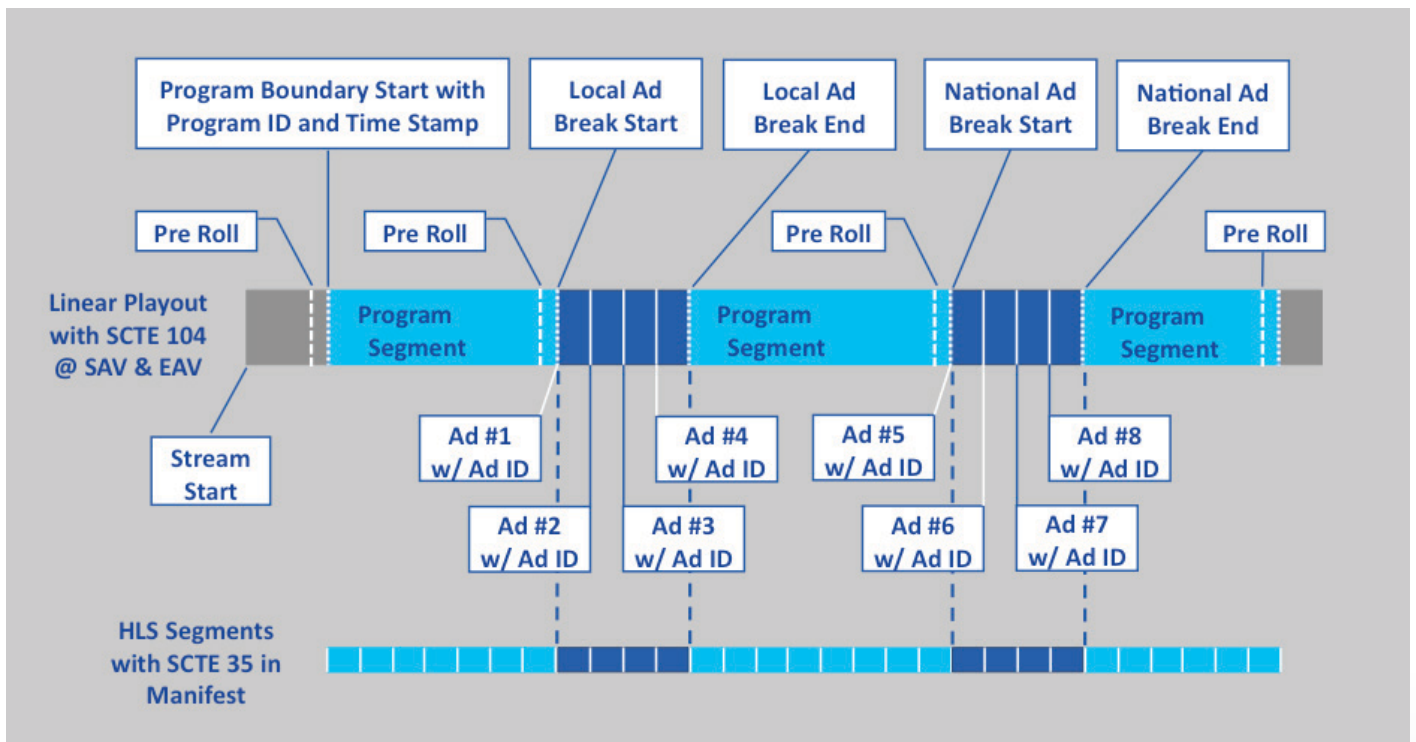 Program Boundary Start with
Program ID and Time Stamp
Local Ad
Break Start
Local Ad
Break End
National Ad
Break Start
National Ad
Break End
Pre Roll
Pre Roll
Pre Roll
Pre Roll
Linear Playout
with SCTE 104
@ SAV & EAV
Program
Segment
Program
Segment
Program
Segment
Stream
Start
Ad #1
w/ Ad ID
Ad #4
w/ Ad ID
Ad #5
w/ Ad ID
Ad #8
w/ Ad ID
Ad #2
w/ Ad ID
Ad #3
w/ Ad ID
Ad #6
w/ Ad ID
Ad #7
w/ Ad ID
HLS Segments
with SCTE 35 in
Manifest